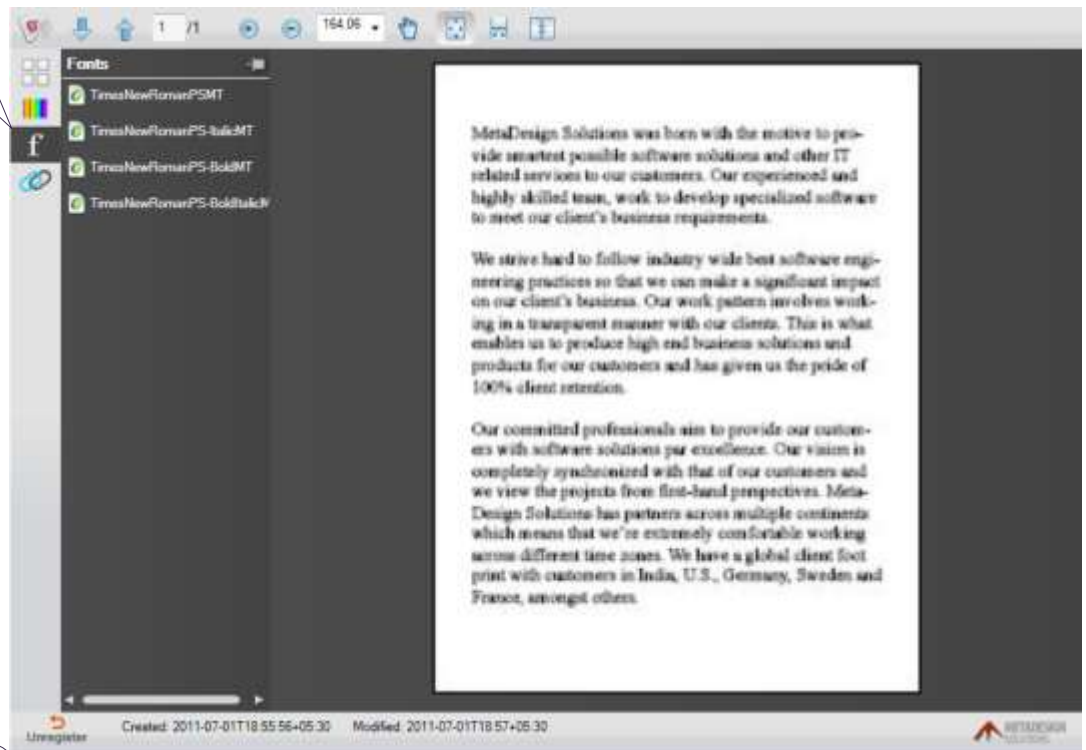 1 /1 164.06
Fonts
TimesNewRomanPSMT
TimesNewRomanPS-ItalicMT
TimesNewRomanPS-BoldMT
TimesNewRomanPS-BoldItalicM
f
MetaDesign Solutions was born with the motive to pro-
vide smartest possible software solutions and other IT
related services to our customers. Our experienced and
highly skilled team, work to develop specialized software
to meet our client's business requirements.
We strive hard to follow industry wide best software engi-
neering practices so that we can make a significant impact
on our client's business. Our work pattern involves work-
ing in a transparent manner with our clients. This is what
enables us to produce high end business solutions and
products for our customers and has given us the pride of
100% client retention.
Our committed professionals aim to provide our custom-
ers with software solutions par excellence. Our vision is
completely synchronized with that of our customers and
we view the projects from first-hand perspectives. Meta-
Design Solutions has partners across multiple continents
which means that we're extremely comfortable working
across different time zones. We have a global client foot
print with customers in India, U.S., Germany, Sweden and
France, amongst others.
Unregister
Created: 2011-07-01T18:55:56+05:30 Modified: 2011-07-01T18:57+05:30
METADESIGN
SOLUTIONS